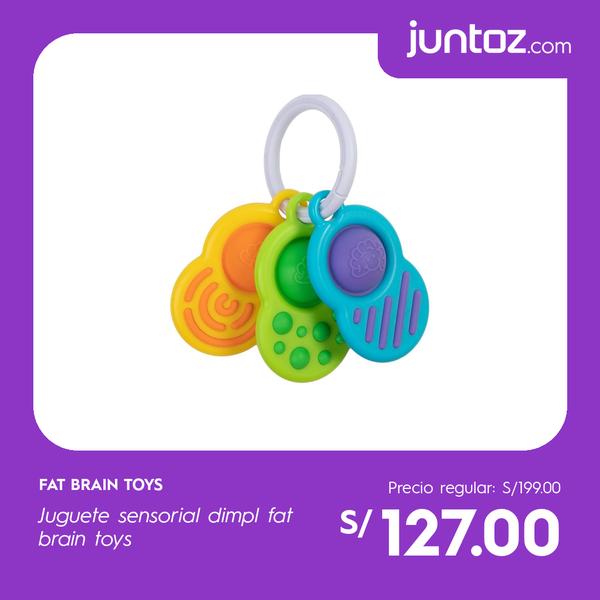 juntoz.com
FAT BRAIN TOYS
Juguete sensorial dimpl fat
brain toys
Precio regular: S/199.00
S/ 127.00